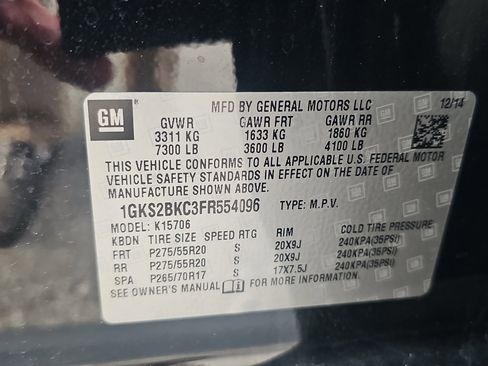 GM
MFD BY GENERAL MOTORS LLC 12/14
GVWR GAWR FRT GAWR RR
3311 KG 1633 KG 1860 KG
7300 LB 3600 LB 4100 LB
THIS VEHICLE CONFORMS TO ALL APPLICABLE U.S. FEDERAL MOTOR
VEHICLE SAFETY STANDARDS IN EFFECT ON THE DATE OF
MANUFACTURE SHOWN ABOVE.
1GKS2BKC3FR554096 TYPE: M.P.V.
MODEL: K15706
KBDN TIRE SIZE SPEED RTG RIM COLD TIRE PRESSURE
FRT P275/55R20 S 20X9J 240KPA(35PSI)
RR P275/55R20 S 20X9J 240KPA(35PSI)
SPA P265/70R17 S 17X7.5J 240KPA(35PSI)
SEE OWNER'S MANUAL FOR MORE INFORMATION